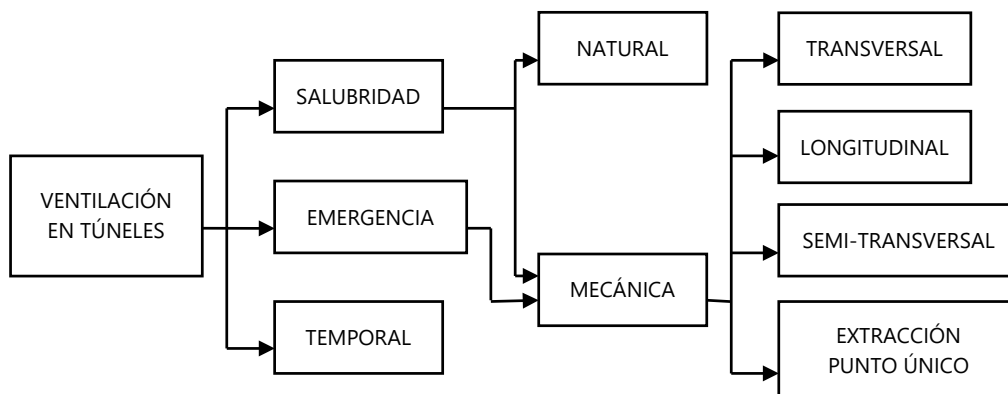 VENTILACIÓN
EN TÚNELES
SALUBRIDAD
EMERGENCIA
TEMPORAL
NATURAL
MECÁNICA
TRANSVERSAL
LONGITUDINAL
SEMI-TRANSVERSAL
EXTRACCIÓN
PUNTO ÚNICO